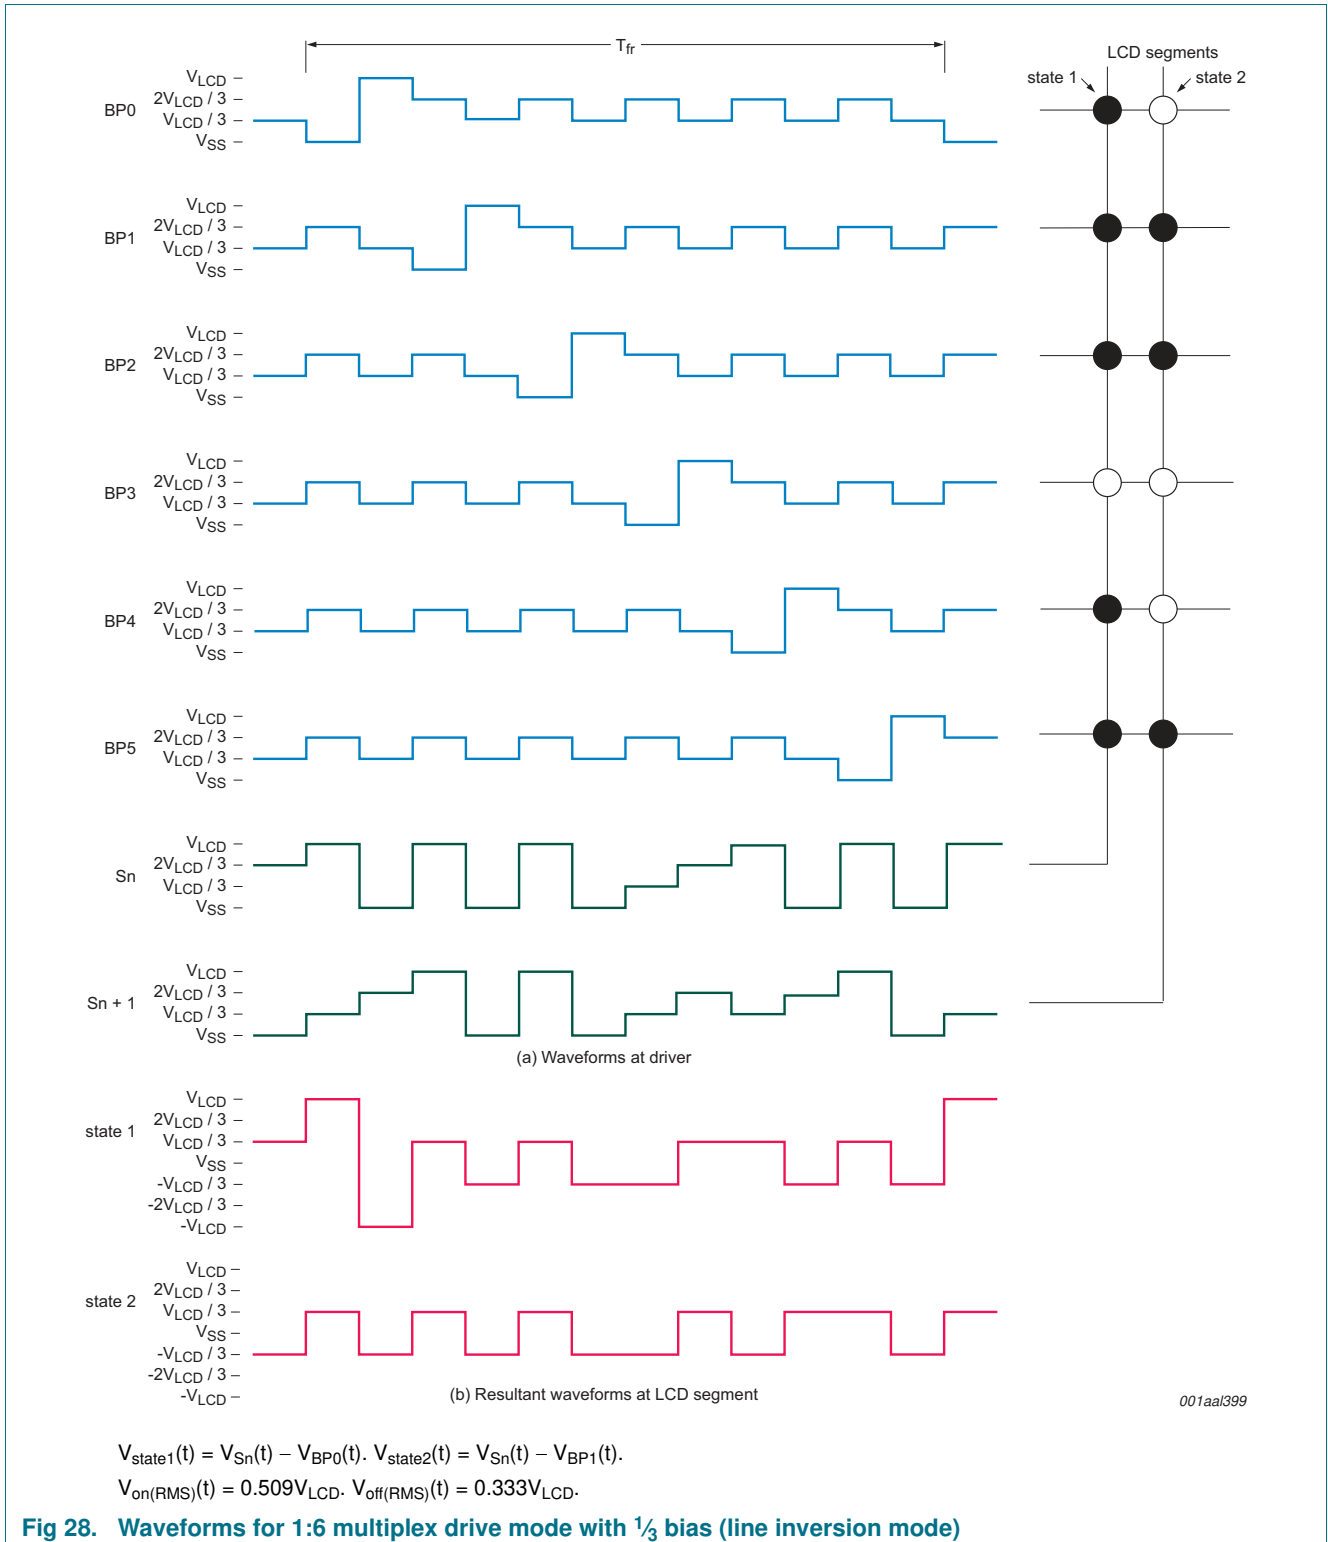 Tfr
LCD segments
state 1
state 2
BP0
VLCD
2VLCD / 3
VLCD / 3
VSS
BP1
VLCD
2VLCD / 3
VLCD / 3
VSS
BP2
VLCD
2VLCD / 3
VLCD / 3
VSS
BP3
VLCD
2VLCD / 3
VLCD / 3
VSS
BP4
VLCD
2VLCD / 3
VLCD / 3
VSS
BP5
VLCD
2VLCD / 3
VLCD / 3
VSS
Sn
VLCD
2VLCD / 3
VLCD / 3
VSS
Sn + 1
VLCD
2VLCD / 3
VLCD / 3
VSS
(a) Waveforms at driver
state 1
VLCD
2VLCD / 3
VLCD / 3
VSS
-VLCD / 3
-2VLCD / 3
-VLCD
state 2
VLCD
2VLCD / 3
VLCD / 3
VSS
-VLCD / 3
-2VLCD / 3
-VLCD
(b) Resultant waveforms at LCD segment
001aal399
Vstate1(t) = VSn(t) − VBP0(t). Vstate2(t) = VSn(t) − VBP1(t).
Von(RMS)(t) = 0.509VLCD. Voff(RMS)(t) = 0.333VLCD.
Fig 28. Waveforms for 1:6 multiplex drive mode with 1⁄3 bias (line inversion mode)